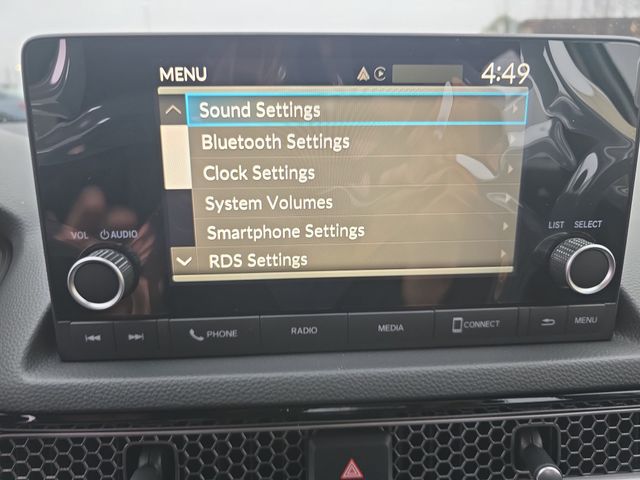 MENU 4:49
Sound Settings
Bluetooth Settings
Clock Settings
System Volumes
Smartphone Settings
RDS Settings
VOL AUDIO
LIST SELECT
PHONE RADIO MEDIA CONNECT MENU